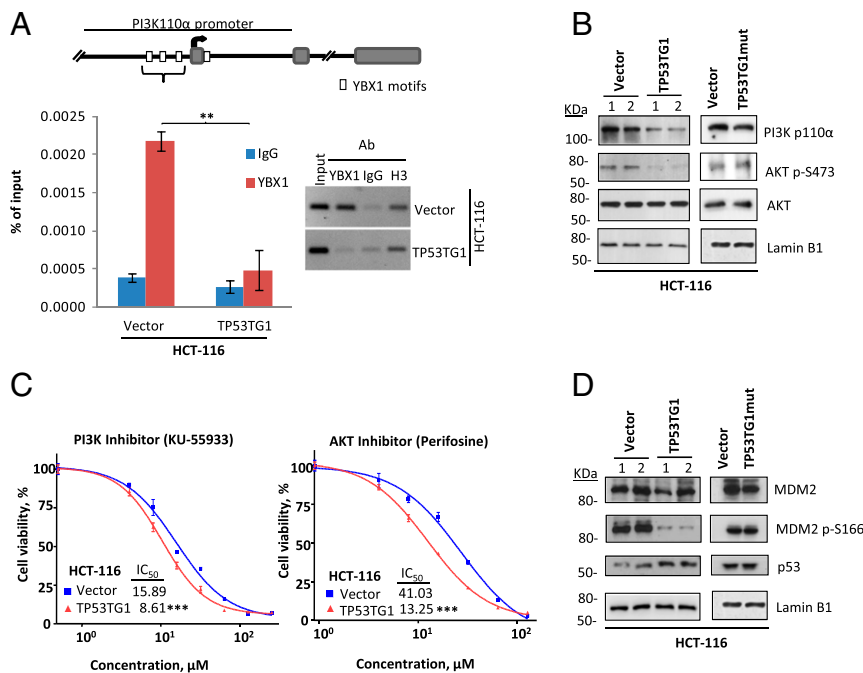 A
PI3K110α promoter
YBX1 motifs
0.0025
0.0020
0.0015
0.0010
0.0005
0.0000
% of input
**
IgG
YBX1
Vector
TP53TG1
HCT-116
Ab
Input
YBX1 IgG H3
Vector
TP53TG1
HCT-116
B
Vector
TP53TG1
Vector
TP53TG1mut
KDa
1 2 1 2
100-
PI3K p110α
80-
50-
AKT p-S473
80-
50-
AKT
80-
50-
Lamin B1
HCT-116
C
PI3K Inhibitor (KU-55933)
Cell viability, %
100
75
50
25
0
HCT-116
IC50
Vector 15.89
TP53TG1 8.61***
10^0 10^1 10^2
Concentration, µM
AKT Inhibitor (Perifosine)
Cell viability, %
100
75
50
25
0
HCT-116
IC50
Vector 41.03
TP53TG1 13.25 ***
10^0 10^1 10^2
Concentration, µM
D
Vector
TP53TG1
Vector
TP53TG1mut
KDa
1 2 1 2
80-
MDM2
80-
MDM2 p-S166
50-
p53
80-
50-
Lamin B1
HCT-116